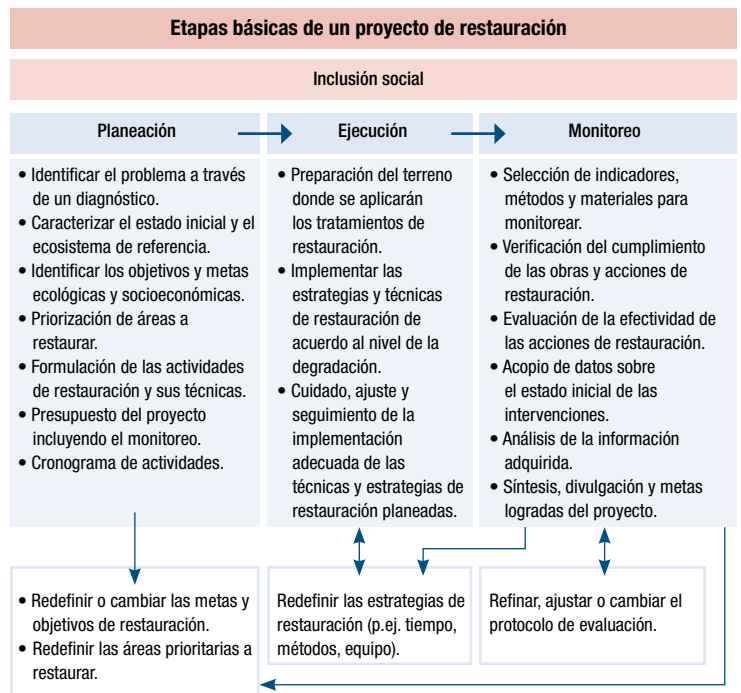 Etapas básicas de un proyecto de restauración
Inclusión social
Planeación
• Identificar el problema a través
de un diagnóstico.
• Caracterizar el estado inicial y el
ecosistema de referencia.
• Identificar los objetivos y metas
ecológicas y socioeconómicas.
• Priorización de áreas a
restaurar.
• Formulación de las actividades
de restauración y sus técnicas.
• Presupuesto del proyecto
incluyendo el monitoreo.
• Cronograma de actividades.
Ejecución
• Preparación del terreno
donde se aplicarán
los tratamientos de
restauración.
• Implementar las
estrategias y técnicas
de restauración de
acuerdo al nivel de la
degradación.
• Cuidado, ajuste y
seguimiento de la
implementación
adecuada de las
técnicas y estrategias de
restauración planeadas.
Monitoreo
• Selección de indicadores,
métodos y materiales para
monitorear.
• Verificación del cumplimiento
de las obras y acciones de
restauración.
• Evaluación de la efectividad de
las acciones de restauración.
• Acopio de datos sobre
el estado inicial de las
intervenciones.
• Análisis de la información
adquirida.
• Síntesis, divulgación y metas
logradas del proyecto.
• Redefinir o cambiar las metas y
objetivos de restauración.
• Redefinir las áreas prioritarias a
restaurar.
Redefinir las estrategias de
restauración (p.ej. tiempo,
métodos, equipo).
Refinar, ajustar o cambiar el
protocolo de evaluación.